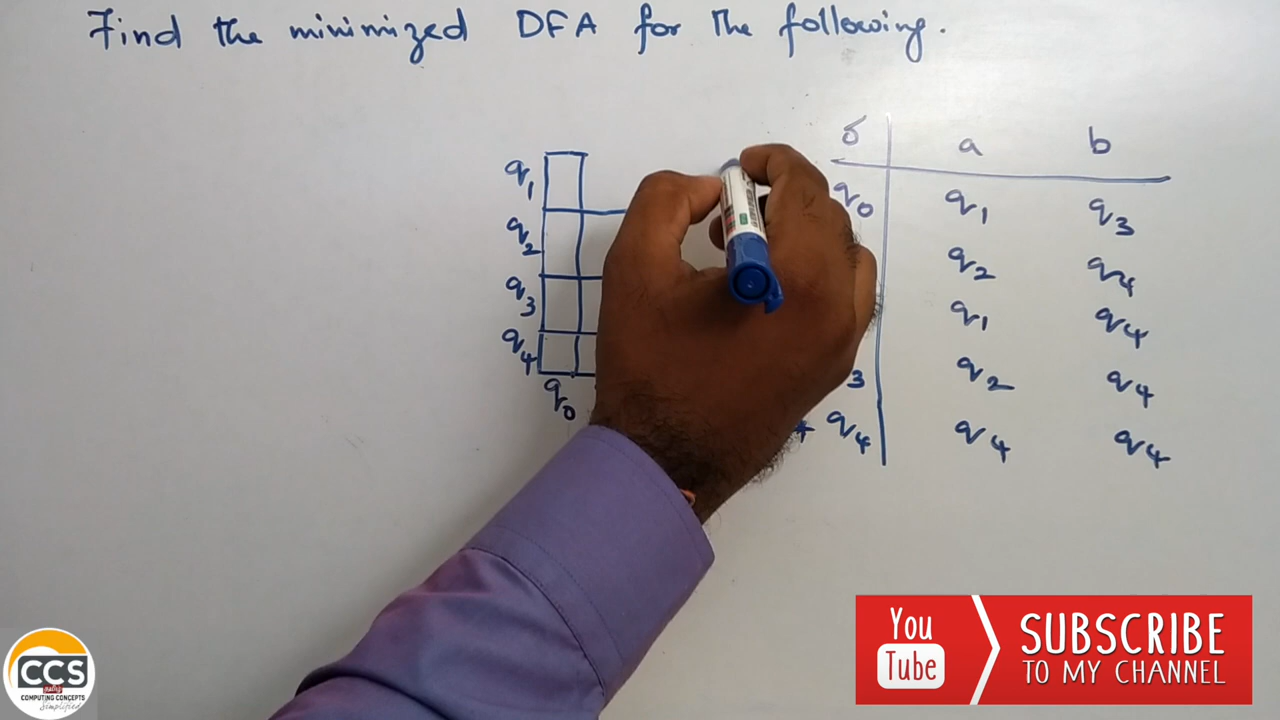 Find the minimized DFA for the following.
δ a b
q0 q1 q3
q2 q4
q1 q4
3 q2 q4
* q4 q4 q4
q1
q2
q3
q4
q0
You Tube SUBSCRIBE TO MY CHANNEL
CCS
COMPUTING CONCEPTS
Simplified